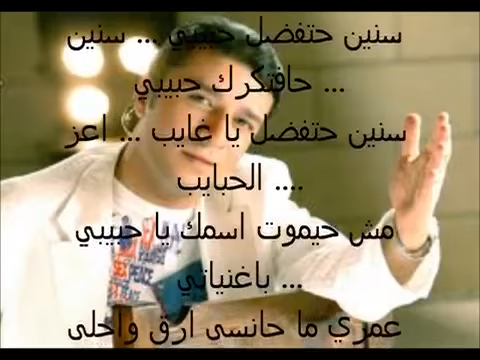 سنين حتفضل حبيبي ... سنين
حافتكرك حبيبي ...
سنين حتفضل يا غايب ... اعز
الحبايب ....
مش حيموت اسمك يا حبيبي
باغنياتي ...
عمري ما حانسى ارق واحلى
PEACE